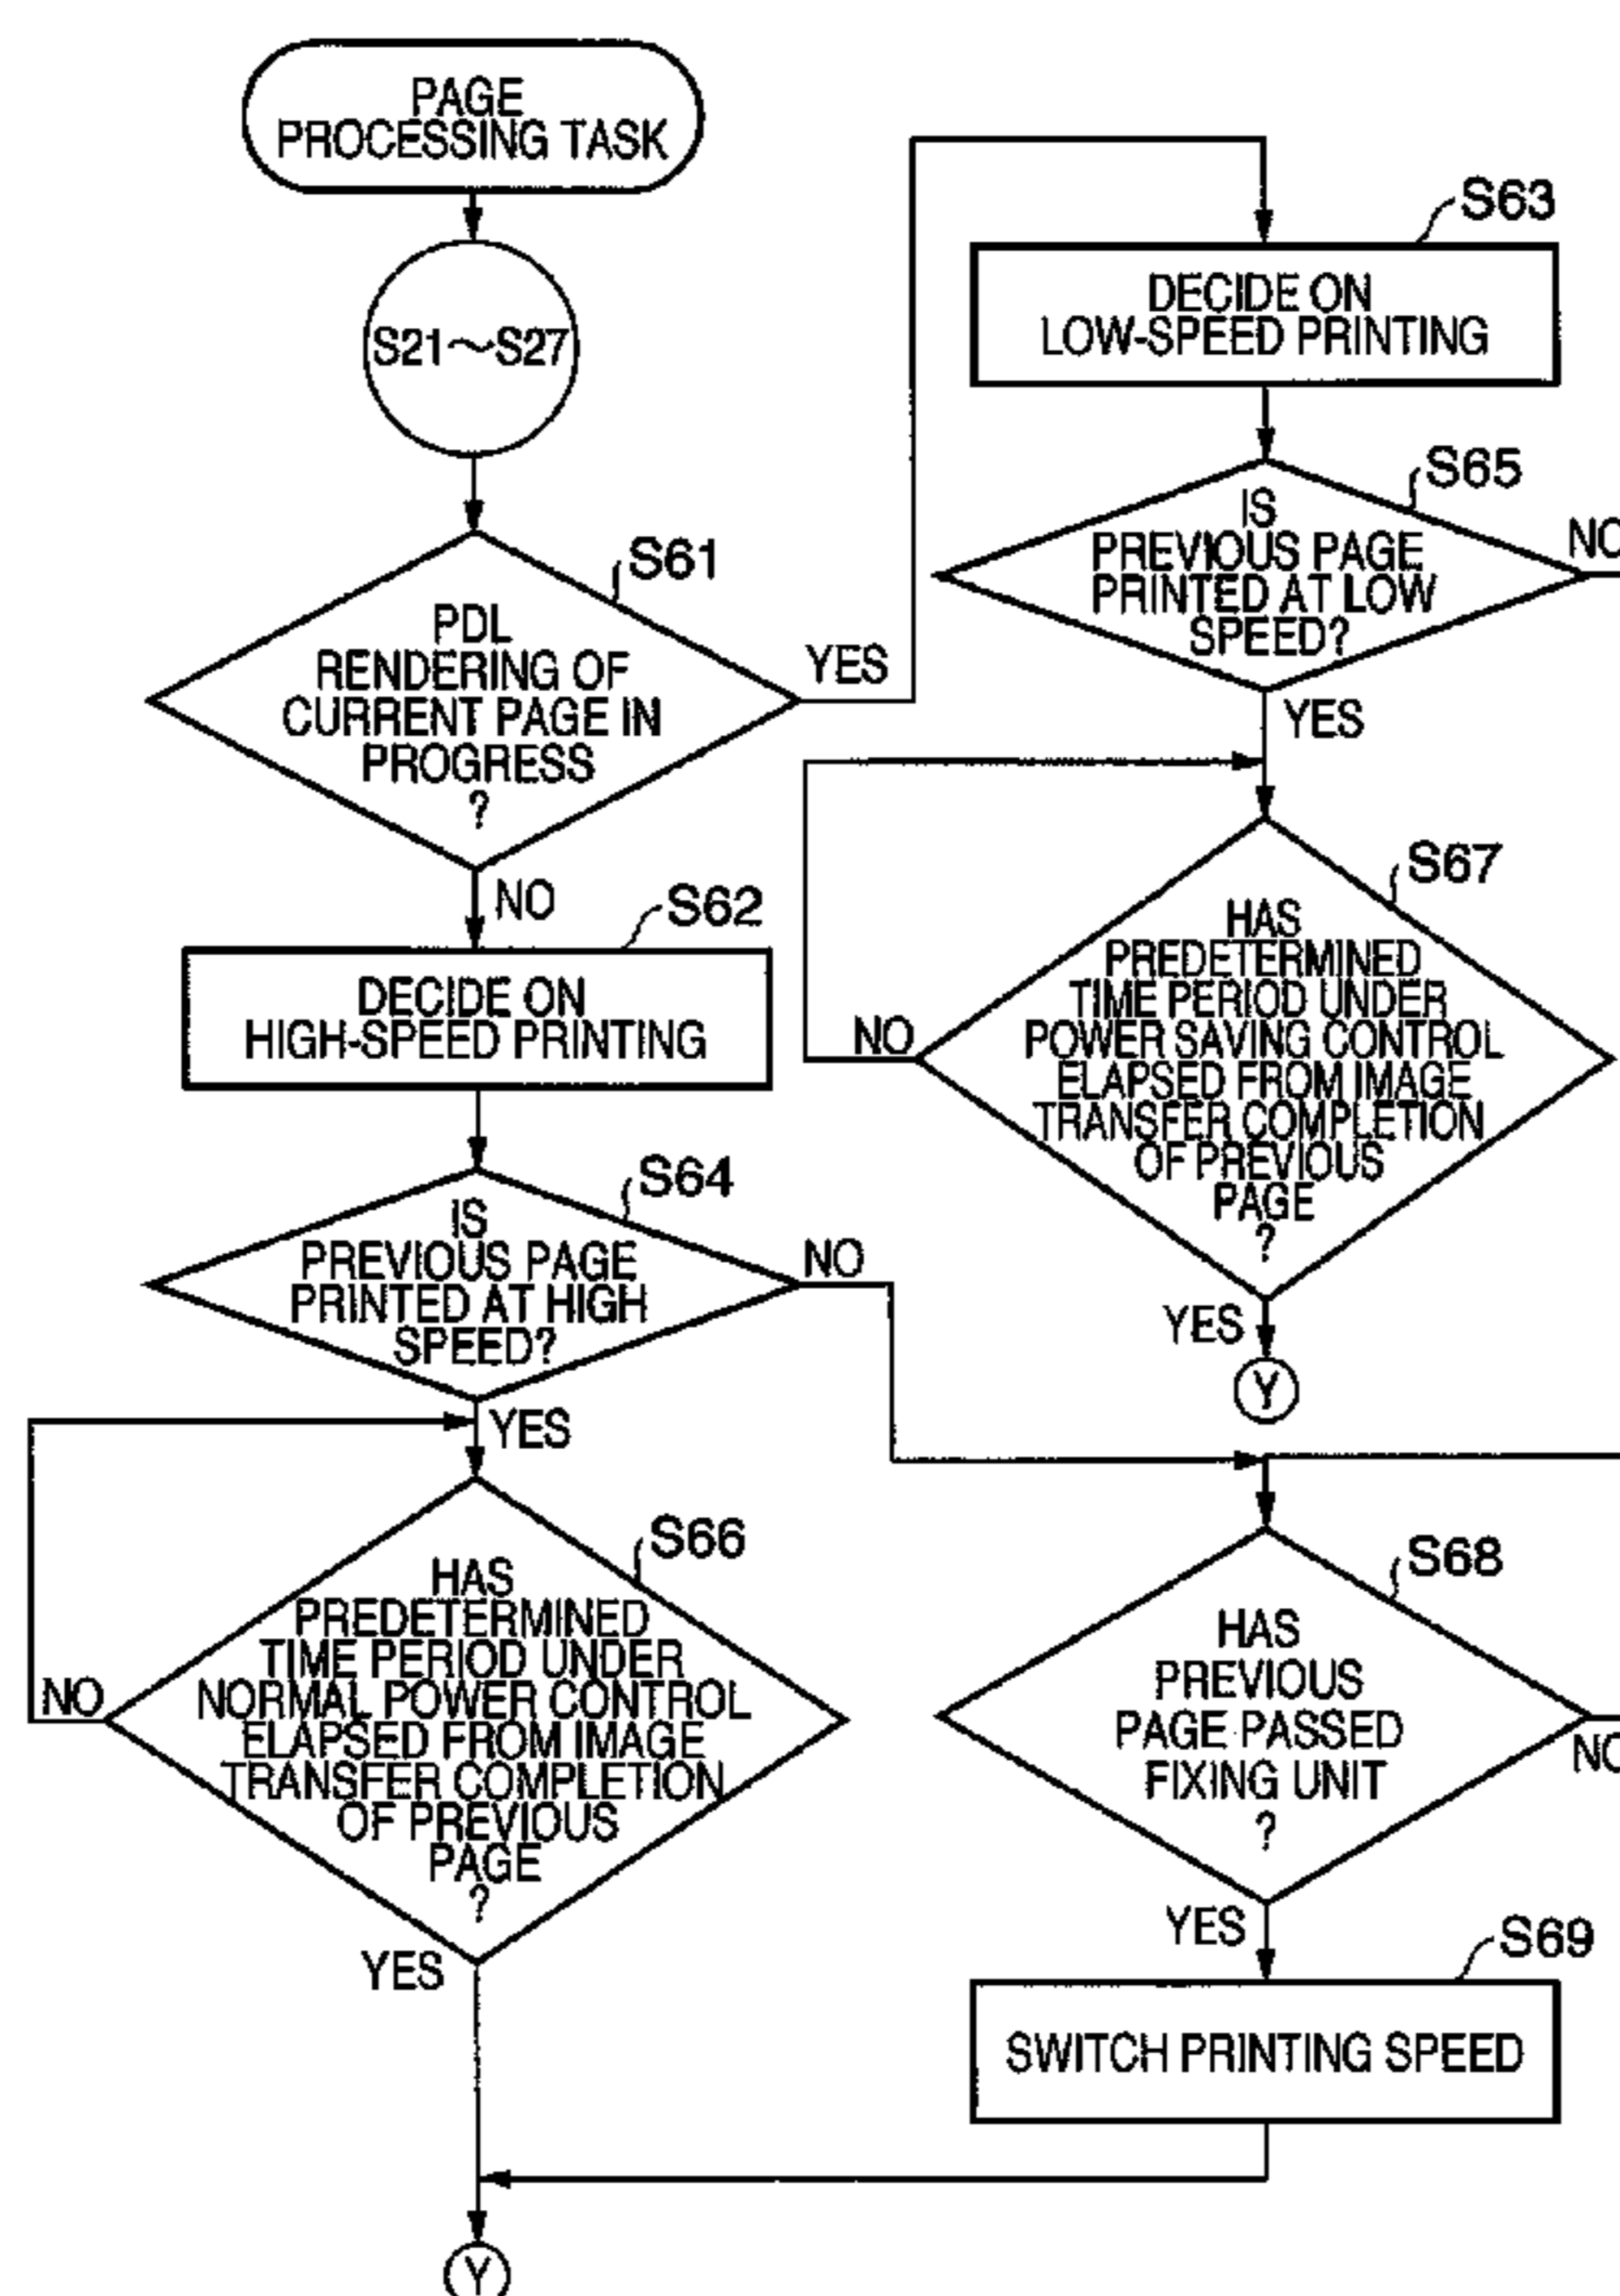 PAGE
PROCESSING TASK
S21~S27
S61
PDL
RENDERING OF
CURRENT PAGE IN
PROGRESS
?
YES
NO
S62
DECIDE ON
HIGH-SPEED PRINTING
S64
IS
PREVIOUS PAGE
PRINTED AT HIGH
SPEED?
NO
YES
S66
HAS
PREDETERMINED
TIME PERIOD UNDER
NORMAL POWER CONTROL
ELAPSED FROM IMAGE
TRANSFER COMPLETION
OF PREVIOUS
PAGE
?
NO
YES
Y
S63
DECIDE ON
LOW-SPEED PRINTING
S65
IS
PREVIOUS PAGE
PRINTED AT LOW
SPEED?
NO
YES
S67
HAS
PREDETERMINED
TIME PERIOD UNDER
POWER SAVING CONTROL
ELAPSED FROM IMAGE
TRANSFER COMPLETION
OF PREVIOUS
PAGE
?
NO
YES
Y
S68
HAS
PREVIOUS
PAGE PASSED
FIXING UNIT
?
NO
YES
S69
SWITCH PRINTING SPEED